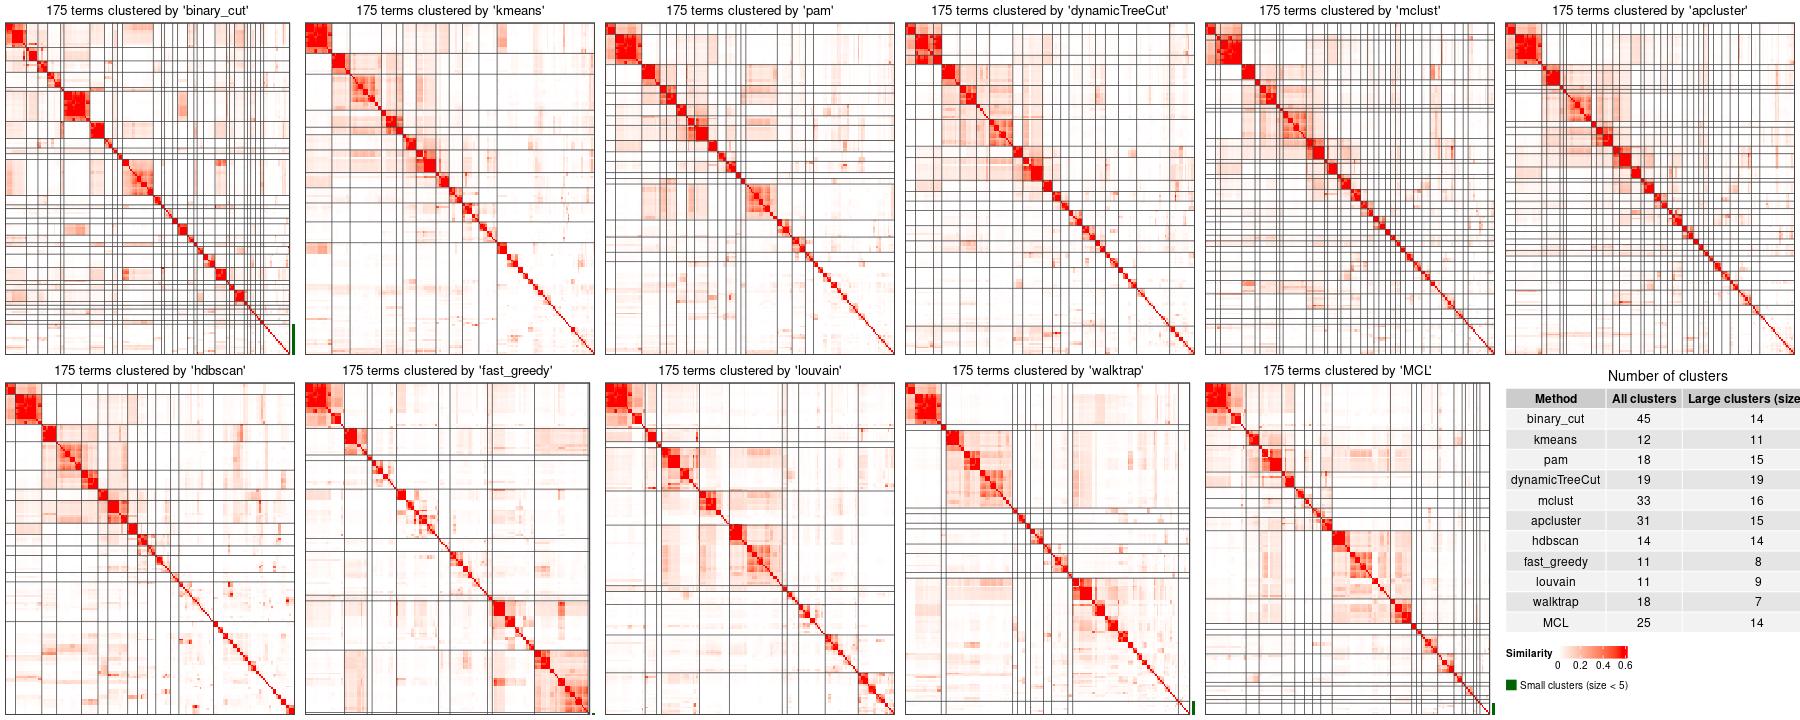 175 terms clustered by 'binary_cut'
175 terms clustered by 'kmeans'
175 terms clustered by 'pam'
175 terms clustered by 'dynamicTreeCut'
175 terms clustered by 'mclust'
175 terms clustered by 'apcluster'
175 terms clustered by 'hdbscan'
175 terms clustered by 'fast_greedy'
175 terms clustered by 'louvain'
175 terms clustered by 'walktrap'
175 terms clustered by 'MCL'
Number of clusters
Method All clusters Large clusters (size
binary_cut 45 14
kmeans 12 11
pam 18 15
dynamicTreeCut 19 19
mclust 33 16
apcluster 31 15
hdbscan 14 14
fast_greedy 11 8
louvain 11 9
walktrap 18 7
MCL 25 14
Similarity
0 0.2 0.4 0.6
Small clusters (size < 5)